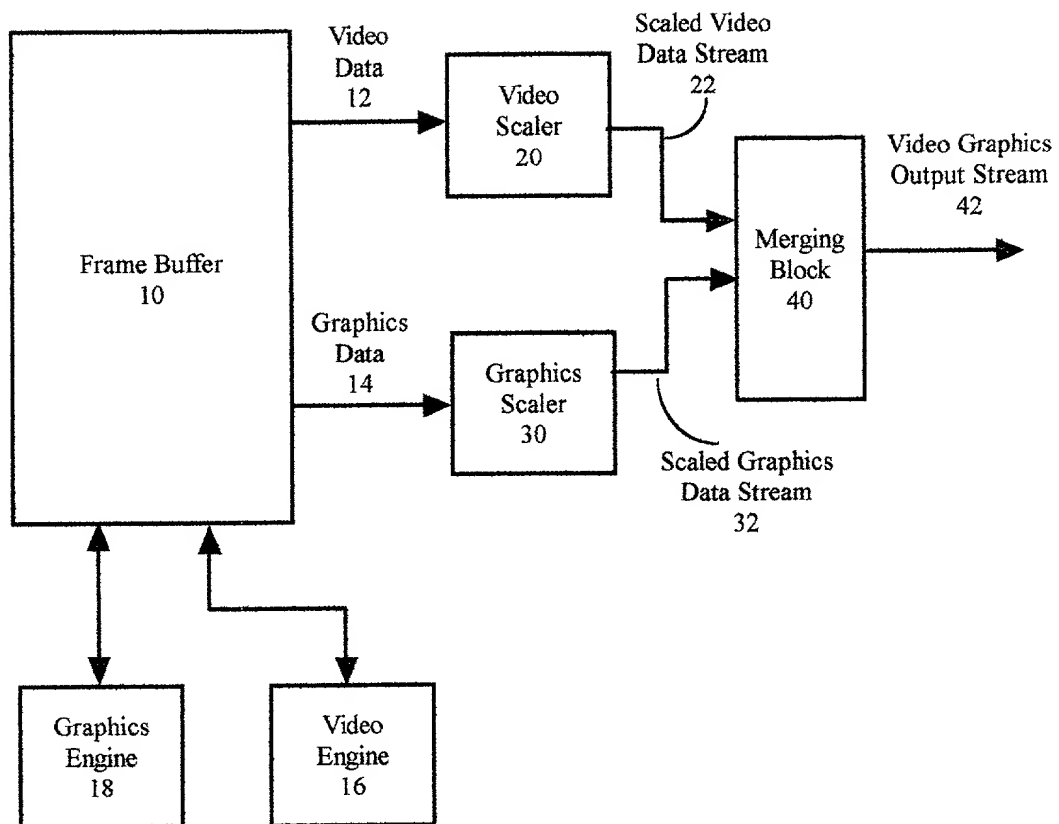 Video
Data
12
Video
Scaler
20
Scaled Video
Data Stream
22
Video Graphics
Output Stream
42
Merging
Block
40
Frame Buffer
10
Graphics
Data
14
Graphics
Scaler
30
Scaled Graphics
Data Stream
32
Graphics
Engine
18
Video
Engine
16